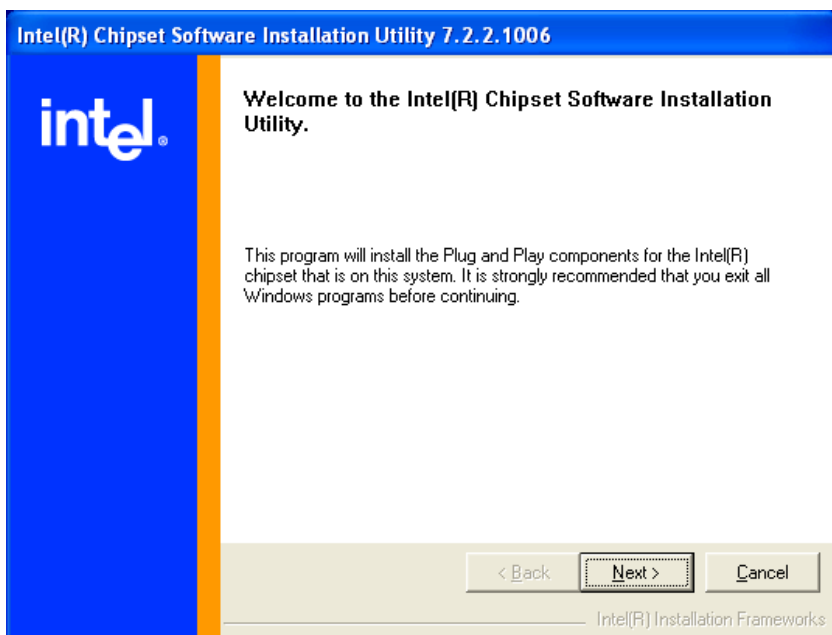 Intel(R) Chipset Software Installation Utility 7.2.2.1006
intel®
Welcome to the Intel(R) Chipset Software Installation
Utility.
This program will install the Plug and Play components for the Intel(R)
chipset that is on this system. It is strongly recommended that you exit all
Windows programs before continuing.
< Back
Next >
Cancel
Intel(R) Installation Frameworks